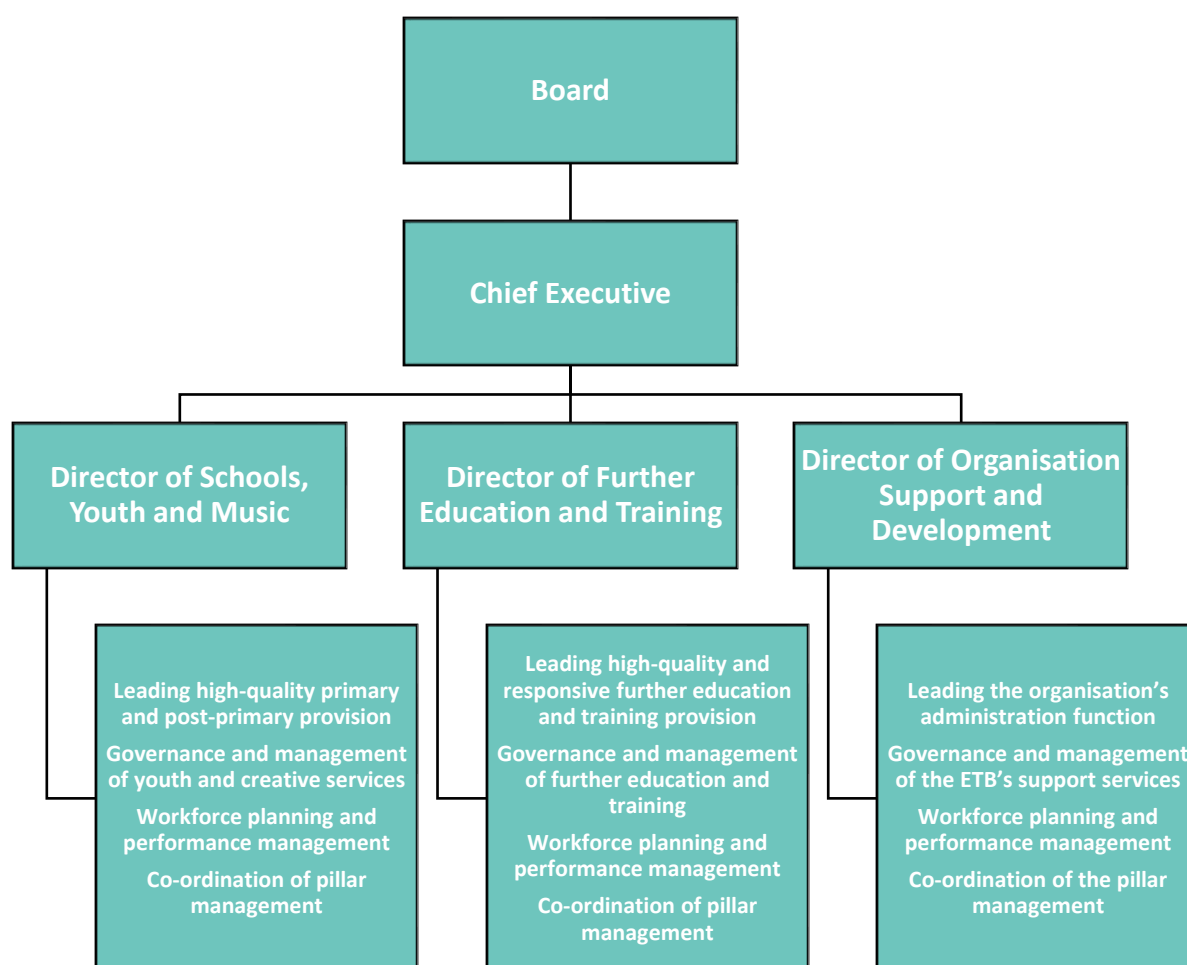 Board
Chief Executive
Director of Schools,
Youth and Music
Director of Further
Education and Training
Director of Organisation
Support and
Development
Leading high-quality primary
and post-primary provision
Governance and management
of youth and creative services
Workforce planning and
performance management
Co-ordination of pillar
management
Leading high-quality and
responsive further education
and training provision
Governance and management
of further education and
training
Workforce planning and
performance management
Co-ordination of pillar
management
Leading the organisation’s
administration function
Governance and management
of the ETB’s support services
Workforce planning and
performance management
Co-ordination of the pillar
management